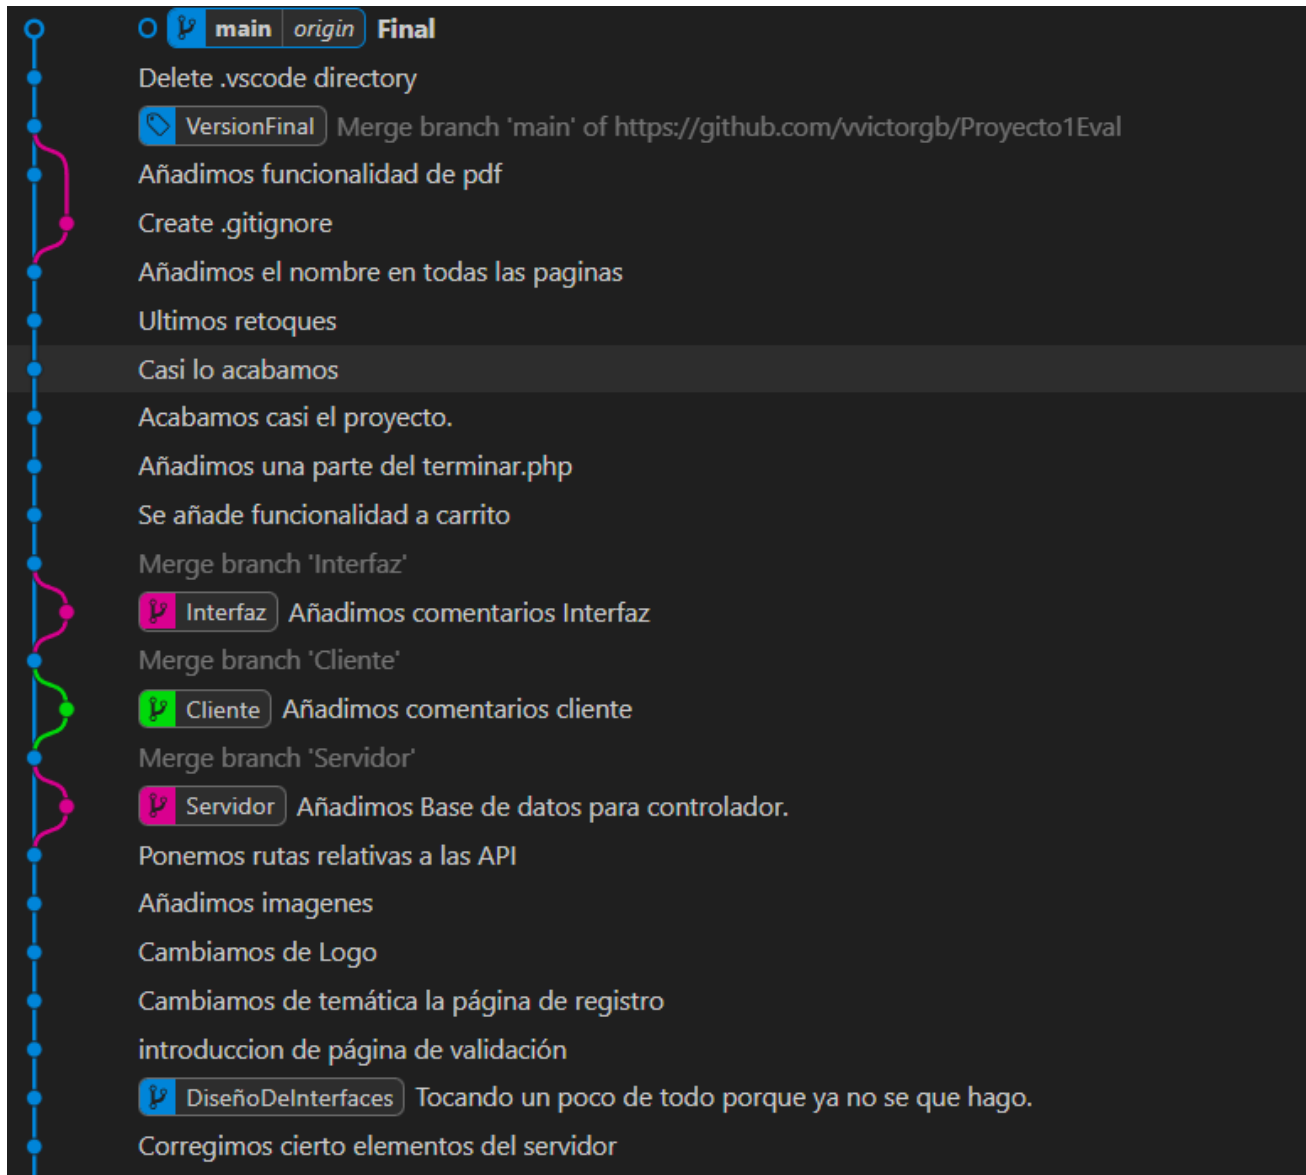 main origin Final
Delete .vscode directory
VersionFinal Merge branch 'main' of https://github.com/vvictorgb/Proyecto1Eval
Añadimos funcionalidad de pdf
Create .gitignore
Añadimos el nombre en todas las paginas
Ultimos retoques
Casi lo acabamos
Acabamos casi el proyecto.
Añadimos una parte del terminar.php
Se añade funcionalidad a carrito
Merge branch 'Interfaz'
Interfaz Añadimos comentarios Interfaz
Merge branch 'Cliente'
Cliente Añadimos comentarios cliente
Merge branch 'Servidor'
Servidor Añadimos Base de datos para controlador.
Ponemos rutas relativas a las API
Añadimos imagenes
Cambiamos de Logo
Cambiamos de temática la página de registro
introduccion de página de validación
DiseñoDeInterfaces Tocando un poco de todo porque ya no se que hago.
Corregimos cierto elementos del servidor